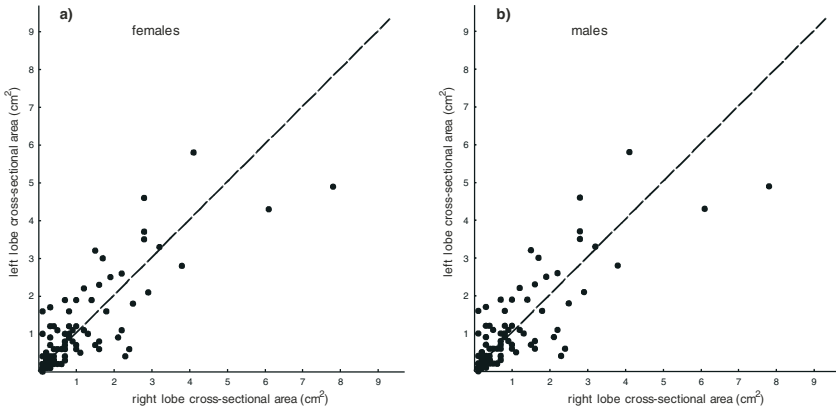 a)
females
9
8
7
6
5
4
3
2
1
left lobe cross-sectional area (cm²)
1 2 3 4 5 6 7 8 9
right lobe cross-sectional area (cm²)
b)
males
9
8
7
6
5
4
3
2
1
left lobe cross-sectional area (cm²)
1 2 3 4 5 6 7 8 9
right lobe cross-sectional area (cm²)